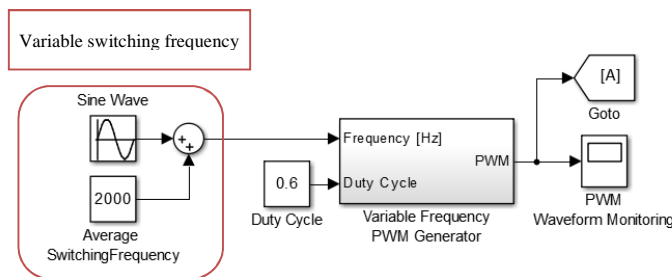 Variable switching frequency
Sine Wave
2000
Average
SwitchingFrequency
0.6
Duty Cycle
Frequency [Hz]
Duty Cycle
PWM
Variable Frequency
PWM Generator
[A]
Goto
PWM
Waveform Monitoring